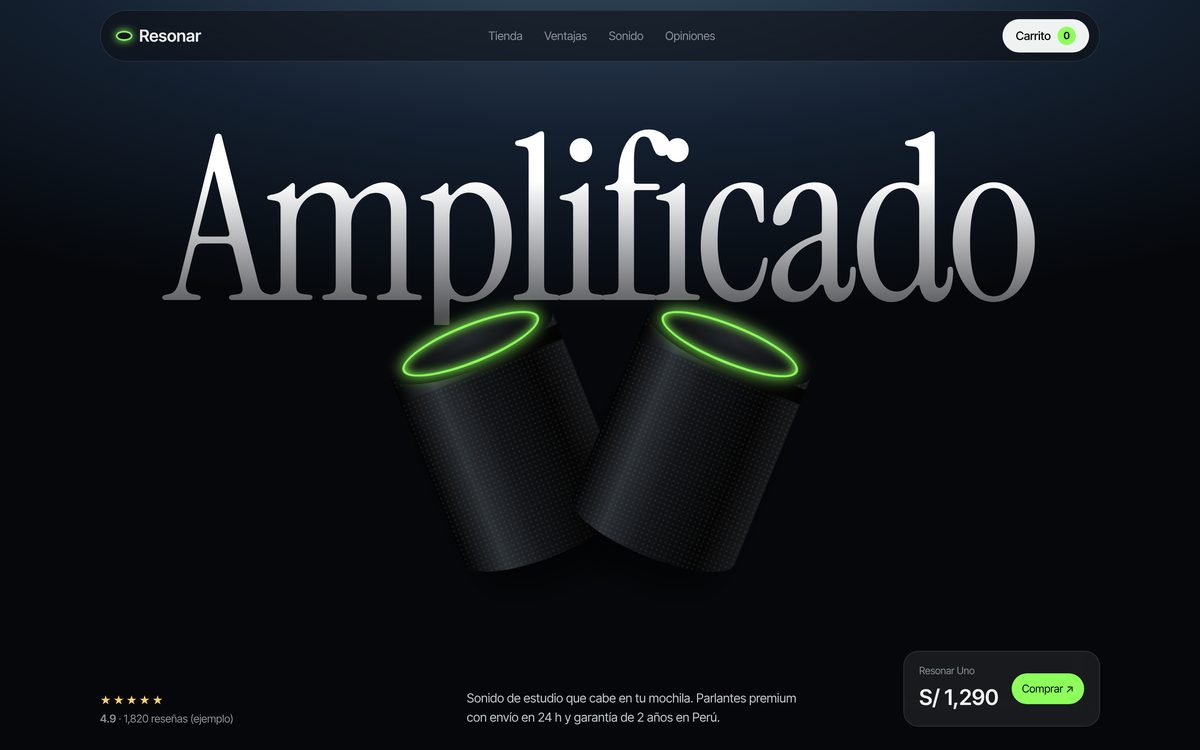 Resonar
Tienda
Ventajas
Sonido
Opiniones
Carrito 0
Amplificado
★★★★★
4.9 · 1,820 reseñas (ejemplo)
Sonido de estudio que cabe en tu mochila. Parlantes premium
con envío en 24 h y garantía de 2 años en Perú.
Resonar Uno
S/ 1,290
Comprar ↗